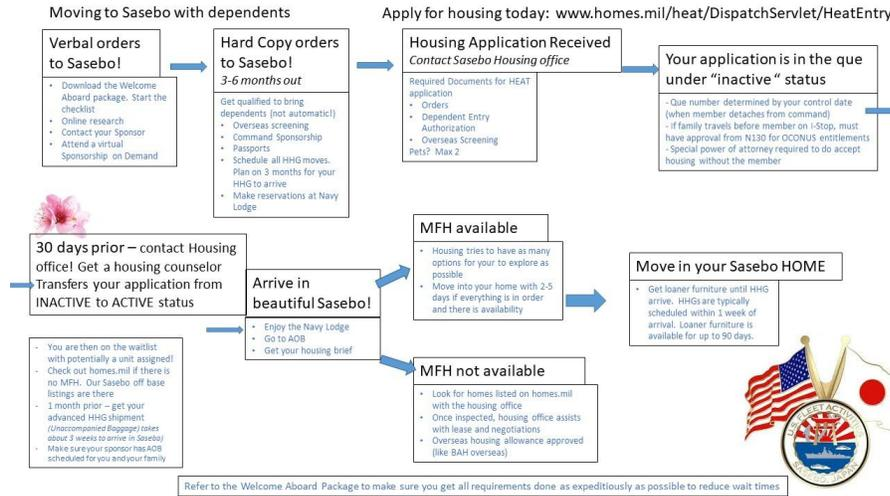 Moving to Sasebo with dependents
Apply for housing today: www.homes.mil/heat/DispatchServlet/HeatEntry
Verbal orders
to Sasebo!
• Download the Welcome
Aboard package. Start the
checklist
• Online research
• Contact your Sponsor
• Attend a virtual
Sponsorship on Demand
Hard Copy orders
to Sasebo!
3-6 months out
Get qualified to bring
dependents (not automatic!)
• Overseas screening
• Command Sponsorship
• Passports
• Schedule all HHG moves.
Plan on 3 months for your
HHG to arrive
• Make reservations at Navy
Lodge
Housing Application Received
Contact Sasebo Housing office
Required Documents for HEAT
application
• Orders
• Dependent Entry
Authorization
• Overseas Screening
Pets? Max 2
Your application is in the que
under “inactive “ status
- Que number determined by your control date
(when member detaches from command)
- If family travels before member on I-Stop, must
have approval from N130 for OCONUS entitlements
- Special power of attorney required to do accept
housing without the member
30 days prior – contact Housing
office! Get a housing counselor
Transfers your application from
INACTIVE to ACTIVE status
- You are then on the waitlist
with potentially a unit assigned!
- Check out homes.mil if there is
no MFH. Our Sasebo off base
listings are there
- 1 month prior – get your
advanced HHG shipment
(Unaccompanied Baggage) takes
about 3 weeks to arrive in Sasebo)
- Make sure your sponsor has AOB
scheduled for you and your family
Arrive in
beautiful Sasebo!
• Enjoy the Navy Lodge
• Go to AOB
• Get your housing brief
MFH available
• Housing tries to have as many
options for your to explore as
possible
• Move into your home with 2-5
days if everything is in order
and there is availability
MFH not available
• Look for homes listed on homes.mil
with the housing office
• Once inspected, housing office assists
with lease and negotiations
• Overseas housing allowance approved
(like BAH overseas)
Move in your Sasebo HOME
• Get loaner furniture until HHG
arrive. HHGs are typically
scheduled within 1 week of
arrival. Loaner furniture is
available for up to 90 days.
U.S. FLEET ACTIVITIES
SASEBO, JAPAN
Refer to the Welcome Aboard Package to make sure you get all requirements done as expeditiously as possible to reduce wait times